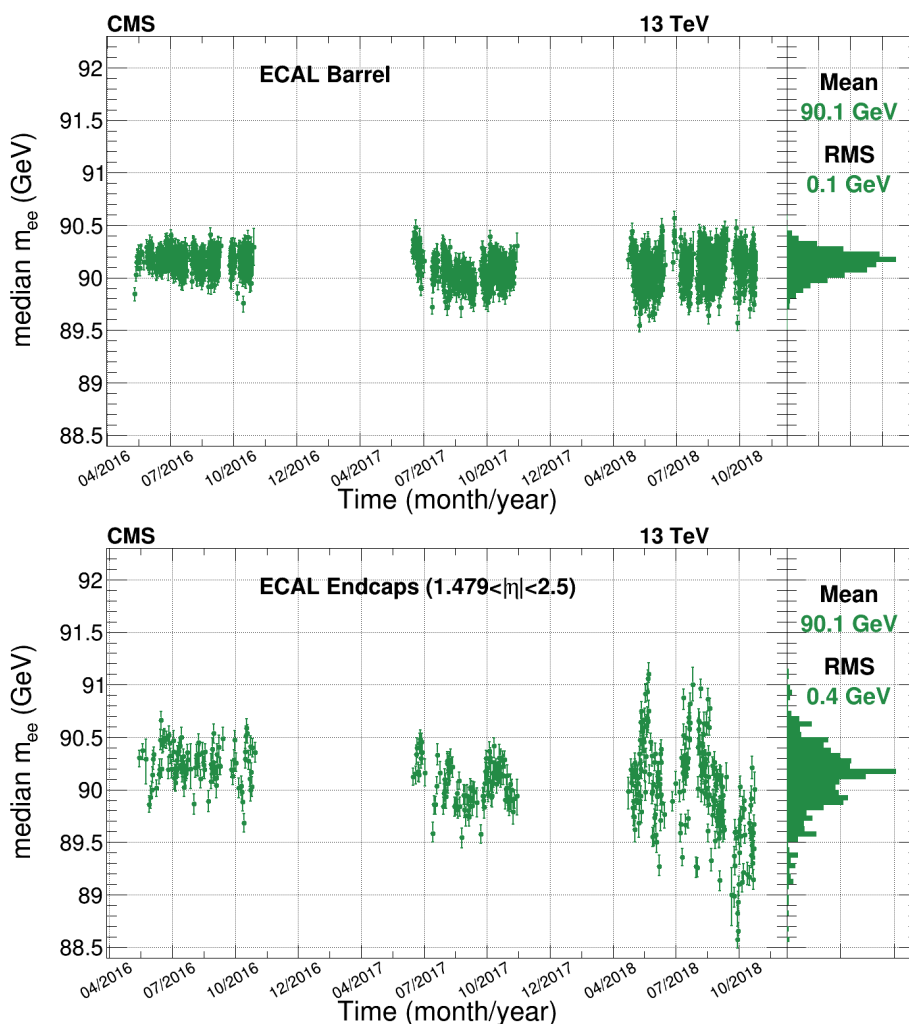 CMS 13 TeV
ECAL Barrel
Mean
90.1 GeV
RMS
0.1 GeV
median m_ee (GeV)
92
91.5
91
90.5
90
89.5
89
88.5
04/2016 07/2016 10/2016 12/2016 04/2017 07/2017 10/2017 01/2018 04/2018 07/2018 10/2018
Time (month/year)
CMS 13 TeV
ECAL Endcaps (1.479<|η|<2.5)
Mean
90.1 GeV
RMS
0.4 GeV
median m_ee (GeV)
92
91.5
91
90.5
90
89.5
89
88.5
04/2016 07/2016 10/2016 12/2016 04/2017 07/2017 10/2017 01/2018 04/2018 07/2018 10/2018
Time (month/year)